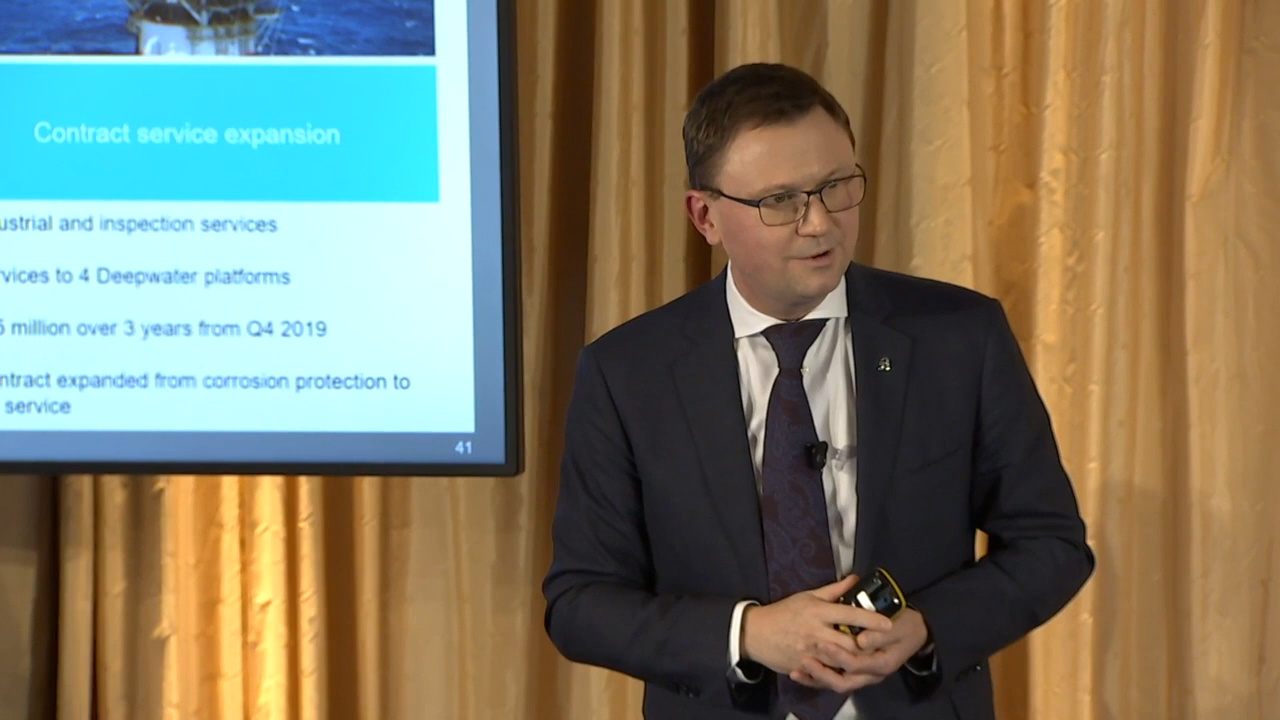 Contract service expansion
ustrial and inspection services
rvices to 4 Deepwater platforms
5 million over 3 years from Q4 2019
ntract expanded from corrosion protection to
service
41